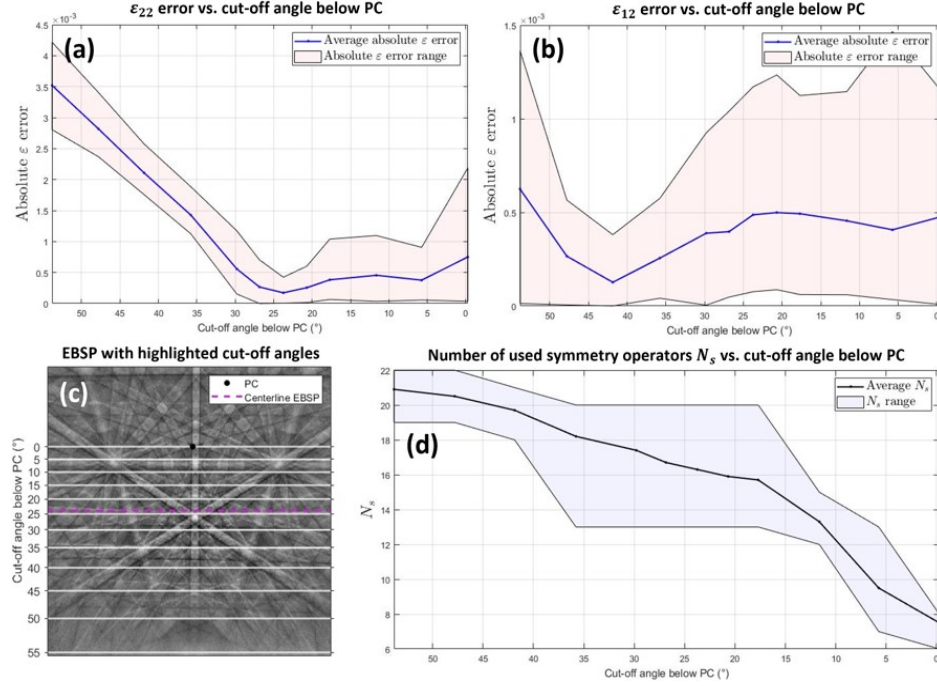 ε₂₂ error vs. cut-off angle below PC
×10⁻³
(a)
Average absolute ε error
Absolute ε error range
Absolute ε error
4.5
4
3.5
3
2.5
2
1.5
1
0.5
0
50 45 40 35 30 25 20 15 10 5 0
Cut-off angle below PC (°)
ε₁₂ error vs. cut-off angle below PC
×10⁻³
(b)
Average absolute ε error
Absolute ε error range
Absolute ε error
1.5
1
0.5
0
50 45 40 35 30 25 20 15 10 5 0
Cut-off angle below PC (°)
EBSP with highlighted cut-off angles
(c)
PC
Centerline EBSP
Cut-off angle below PC (°)
0
5
10
15
20
25
30
35
40
45
50
55
Number of used symmetry operators Nₛ vs. cut-off angle below PC
(d)
Average Nₛ
Nₛ range
Nₛ
22
20
18
16
14
12
10
8
6
50 45 40 35 30 25 20 15 10 5 0
Cut-off angle below PC (°)